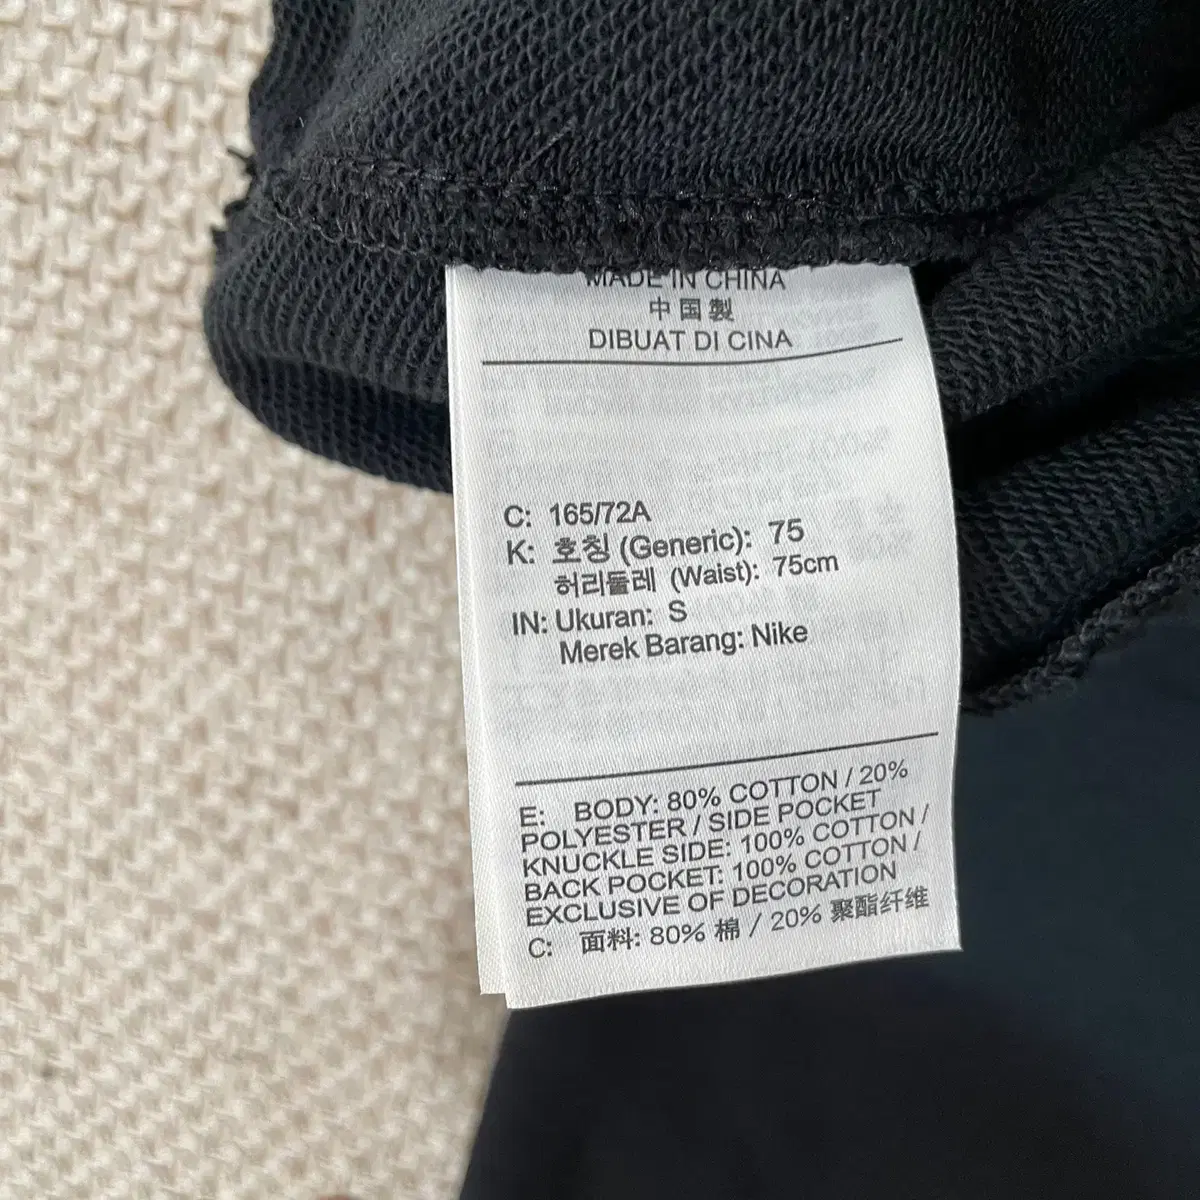 MADE IN CHINA
中国製
DIBUAT DI CINA
C: 165/72A
K: 호칭 (Generic): 75
허리둘레 (Waist): 75cm
IN: Ukuran: S
Merek Barang: Nike
E: BODY: 80% COTTON / 20%
POLYESTER / SIDE POCKET
KNUCKLE SIDE: 100% COTTON /
BACK POCKET: 100% COTTON /
EXCLUSIVE OF DECORATION
C: 面料: 80% 棉 / 20% 聚酯纤维